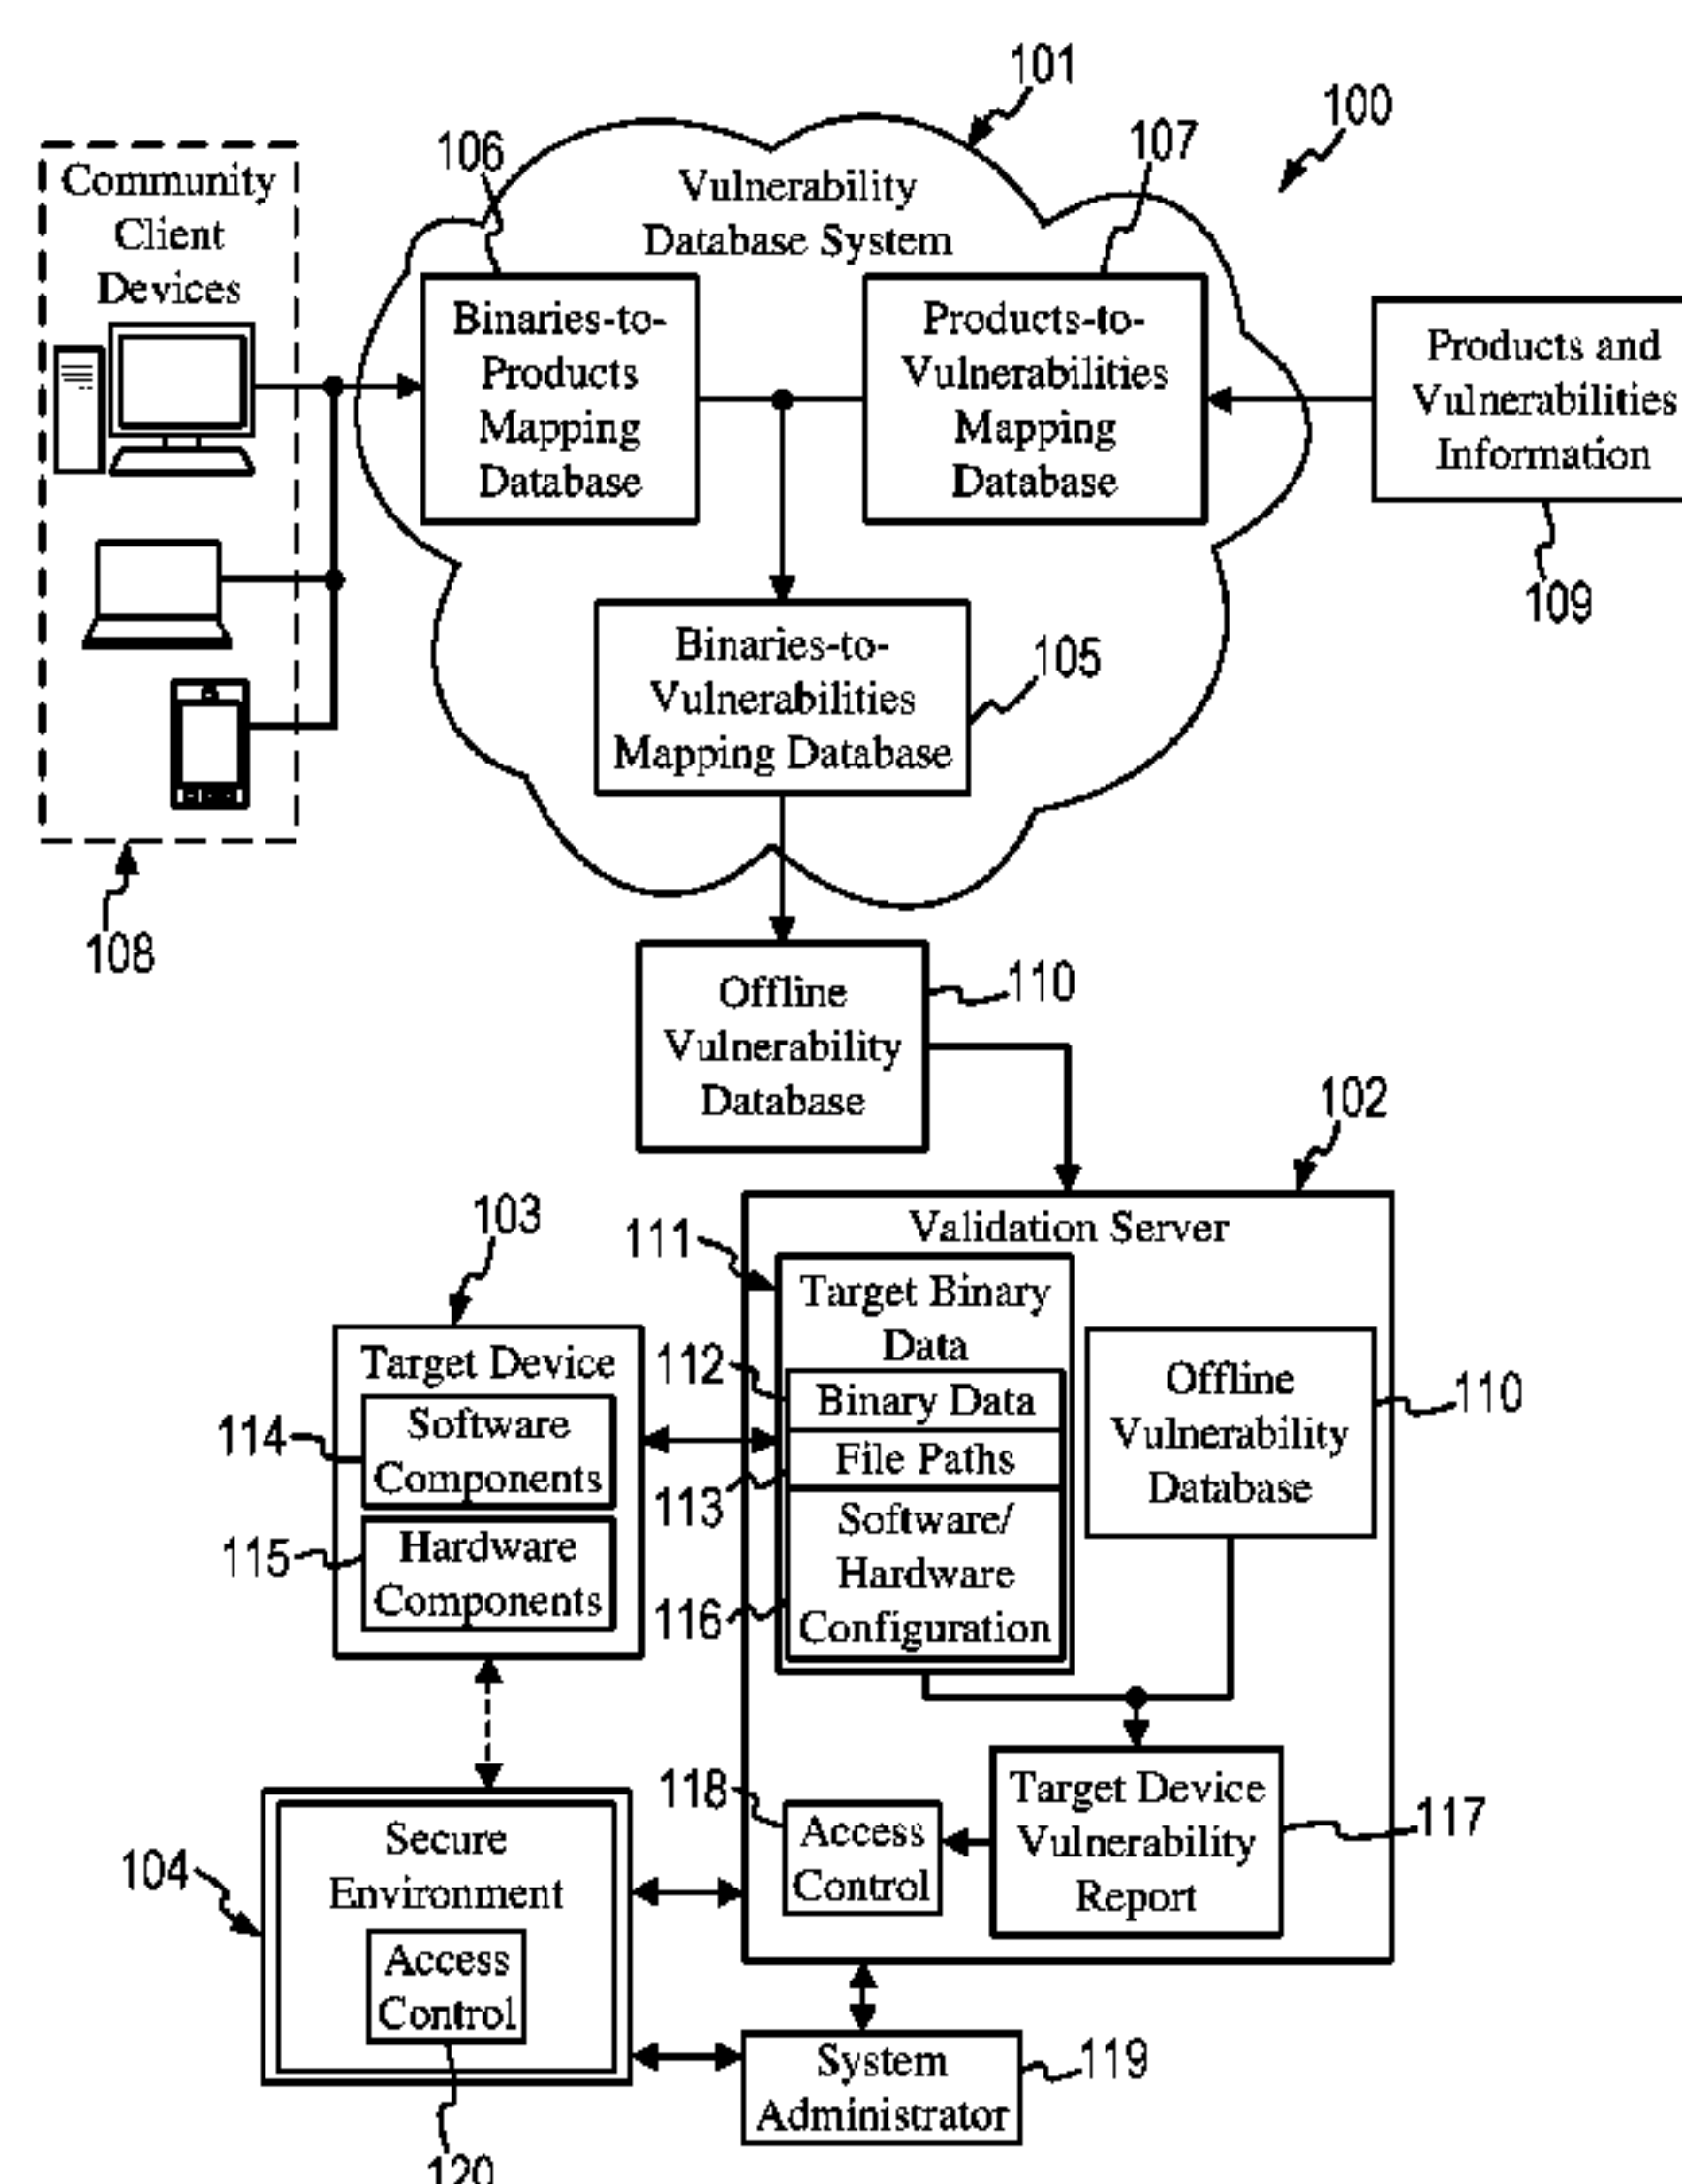 101
100
106
107
Community
Client
Devices
Vulnerability
Database System
Binaries-to-
Products
Mapping
Database
Products-to-
Vulnerabilities
Mapping
Database
Products and
Vulnerabilities
Information
109
Binaries-to-
Vulnerabilities
Mapping Database
105
108
Offline
Vulnerability
Database
110
102
103
111
Validation Server
Target Binary
Data
112
Binary Data
113
File Paths
116
Software/
Hardware
Configuration
Offline
Vulnerability
Database
110
Target Device
114
Software
Components
115
Hardware
Components
118
Access
Control
Target Device
Vulnerability
Report
117
104
Secure
Environment
Access
Control
120
System
Administrator
119